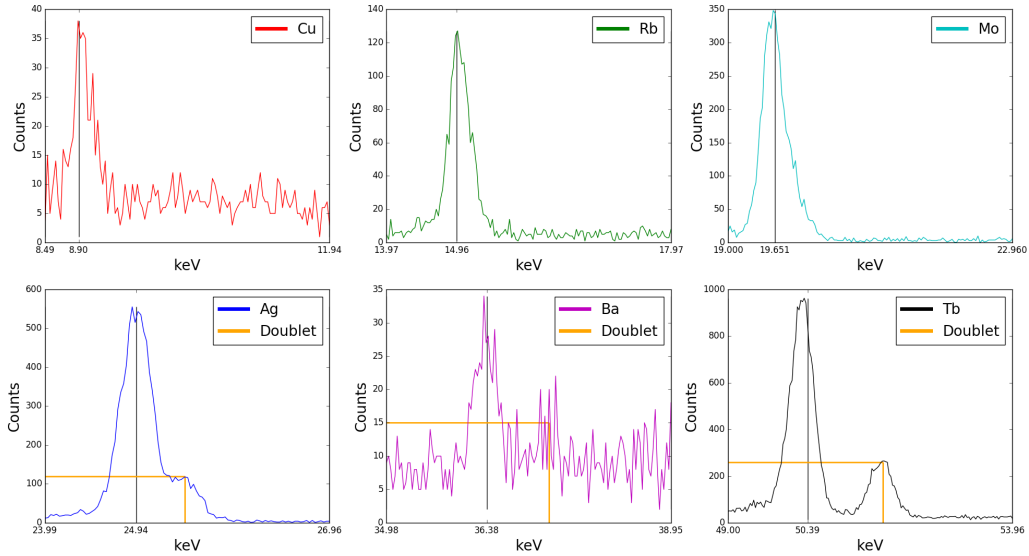 Cu
Counts
40
35
30
25
20
15
10
5
0
8.49 8.90 11.94
keV
Rb
Counts
140
120
100
80
60
40
20
0
13.97 14.96 17.97
keV
Mo
Counts
350
300
250
200
150
100
50
0
19.000 19.651 22.960
keV
Ag
Doublet
Counts
600
500
400
300
200
100
0
23.99 24.94 26.96
keV
Ba
Doublet
Counts
35
30
25
20
15
10
5
0
34.98 36.38 38.95
keV
Tb
Doublet
Counts
1000
800
600
400
200
0
49.00 50.39 53.96
keV